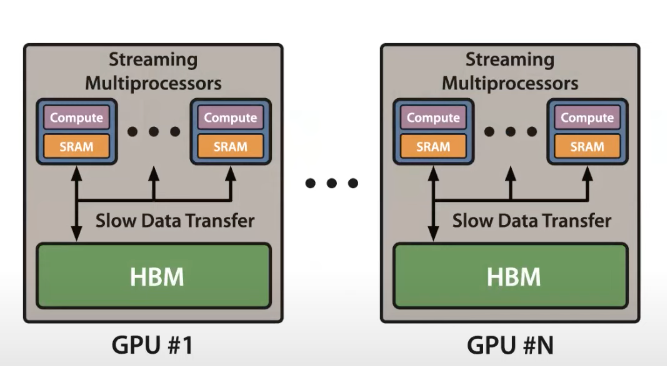 Streaming
Multiprocessors
Compute
SRAM
Compute
SRAM
Slow Data Transfer
HBM
GPU #1
Streaming
Multiprocessors
Compute
SRAM
Compute
SRAM
Slow Data Transfer
HBM
GPU #N